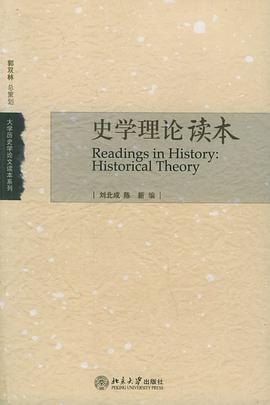 郭双林 总策划
大学历史学论文读本系列
史学理论读本
Readings in History:
Historical Theory
刘北成 陈 新 编
北京大学出版社
PEKING UNIVERSITY PRESS